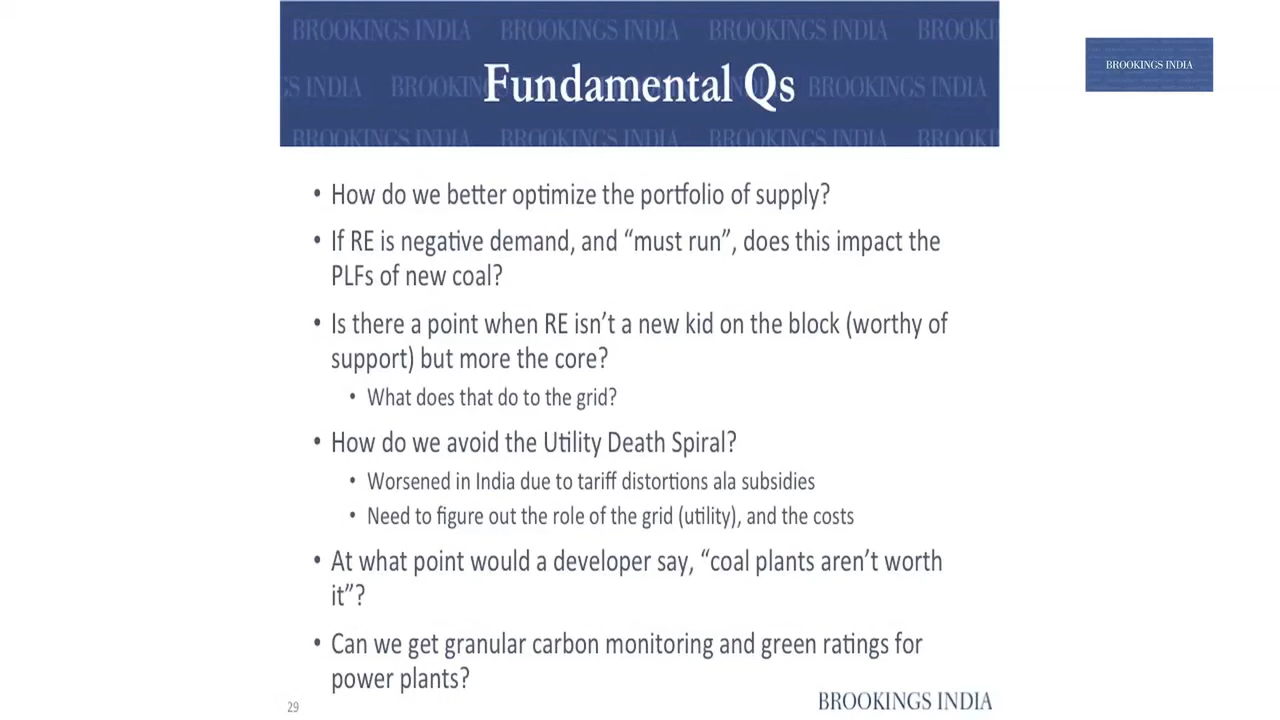 BROOKINGS INDIA BROOKINGS INDIA BROOKINGS INDIA BROOKI
GS INDIA BROOKINGS INDIA BROOKINGS INDIA
Fundamental Qs
BROOKINGS INDIA BROOKINGS INDIA BROOKINGS INDIA BROOKI
BROOKINGS INDIA
• How do we better optimize the portfolio of supply?
• If RE is negative demand, and “must run”, does this impact the
PLFs of new coal?
• Is there a point when RE isn’t a new kid on the block (worthy of
support) but more the core?
• What does that do to the grid?
• How do we avoid the Utility Death Spiral?
• Worsened in India due to tariff distortions ala subsidies
• Need to figure out the role of the grid (utility), and the costs
• At what point would a developer say, “coal plants aren’t worth
it”?
• Can we get granular carbon monitoring and green ratings for
power plants?
29
BROOKINGS INDIA